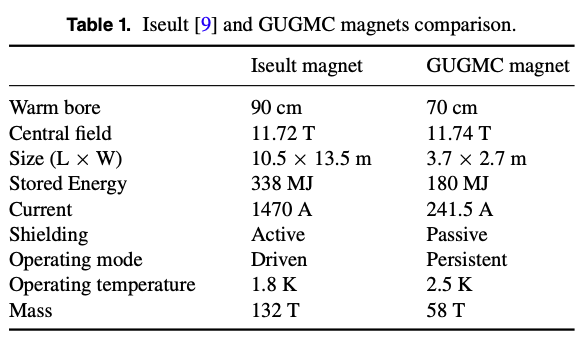 Table 1. Iseult [9] and GUGMC magnets comparison.
Iseult magnet GUGMC magnet
Warm bore 90 cm 70 cm
Central field 11.72 T 11.74 T
Size (L × W) 10.5 × 13.5 m 3.7 × 2.7 m
Stored Energy 338 MJ 180 MJ
Current 1470 A 241.5 A
Shielding Active Passive
Operating mode Driven Persistent
Operating temperature 1.8 K 2.5 K
Mass 132 T 58 T